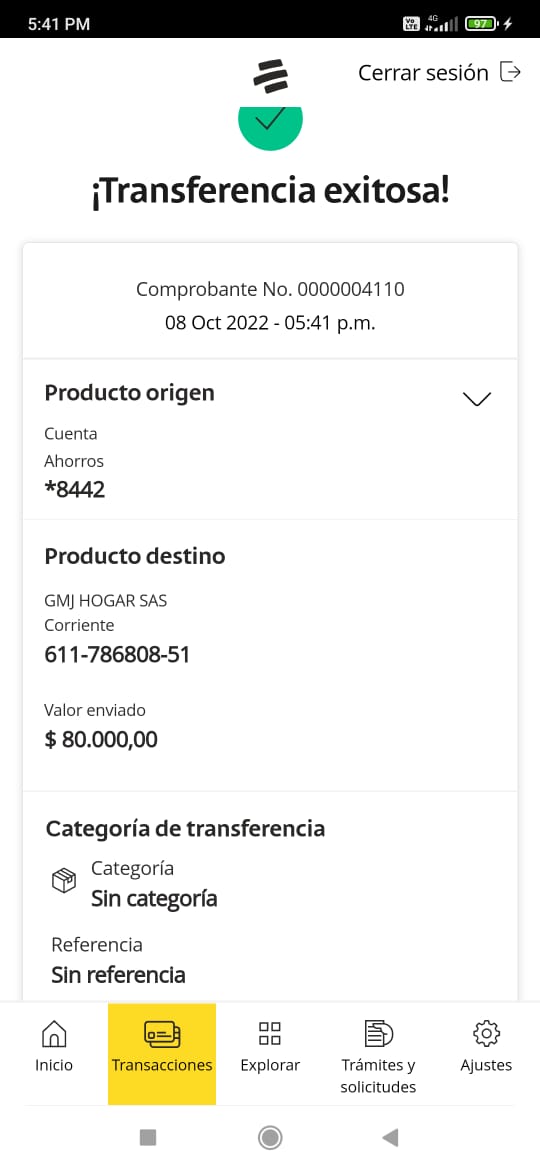 5:41 PM
Vo LTE 4G 97
Cerrar sesión
¡Transferencia exitosa!
Comprobante No. 0000004110
08 Oct 2022 - 05:41 p.m.
Producto origen
Cuenta
Ahorros
*8442
Producto destino
GMJ HOGAR SAS
Corriente
611-786808-51
Valor enviado
$ 80.000,00
Categoría de transferencia
Categoría
Sin categoría
Referencia
Sin referencia
Inicio
Transacciones
Explorar
Trámites y
solicitudes
Ajustes